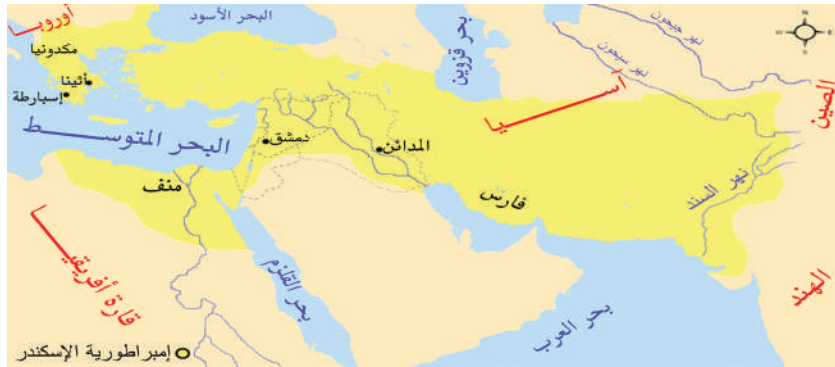 أوروبا
البحر الأسود
مكدونيا
أثينا
إسبارطة
بحر قزوين
نهر جيحون
نهر سيحون
N
W
E
S
آسيا
الصين
البحر المتوسط
دمشق
المدائن
منف
فارس
نهر السند
الهند
قارة أفريقيا
بحر القلزم
بحر العرب
إمبراطورية الإسكندر